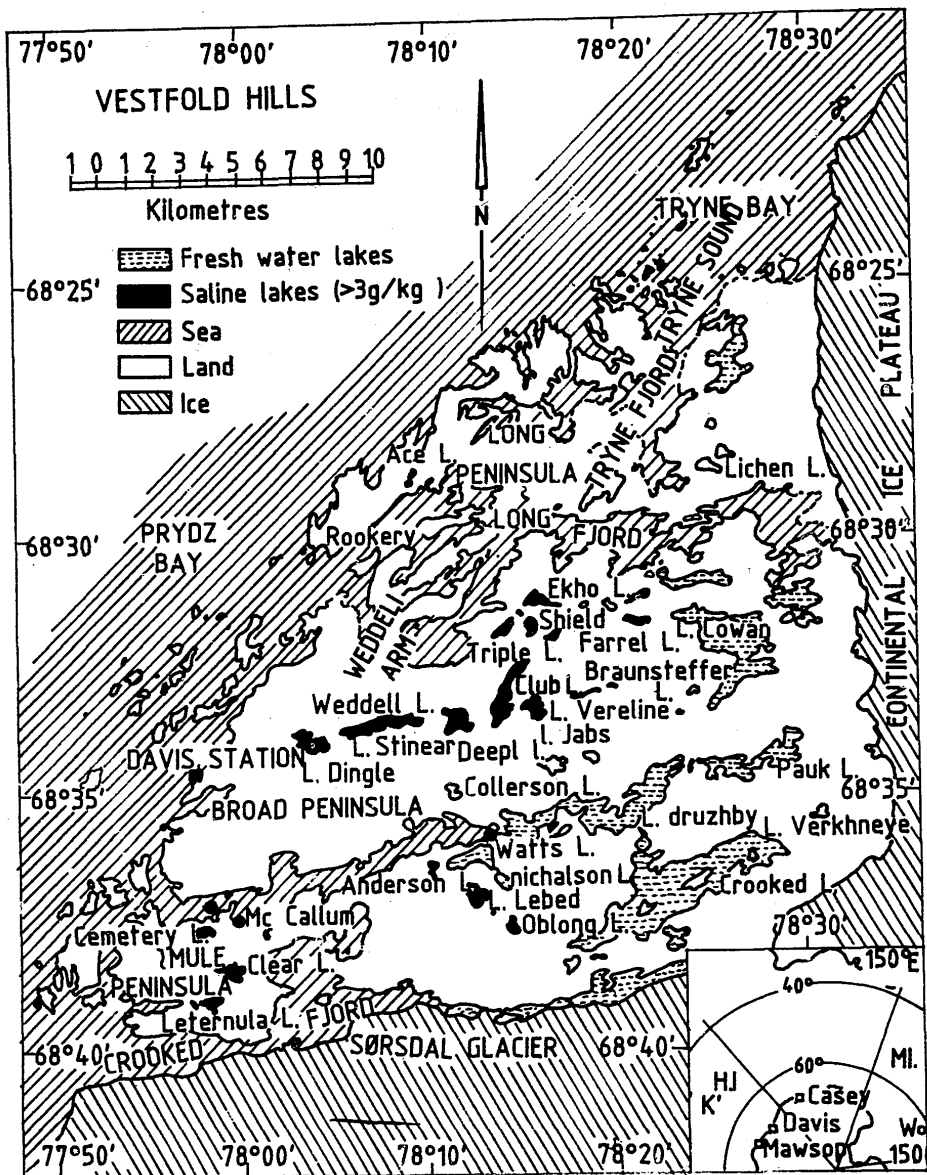 77°50' 78°00' 78°10' 78°20' 78°30'
VESTFOLD HILLS
1 0 1 2 3 4 5 6 7 8 9 10
Kilometres
N
Fresh water lakes
Saline lakes (>3g/kg )
Sea
Land
Ice
TRYNE BAY
TRYNE SOUND
TRYNE FJORDS
68°25' 68°25'
CONTINENTAL ICE PLATEAU
LONG
PENINSULA
Ace L.
Lichen L.
Rookery
LONG
FJORD
PRYDZ
BAY
68°30' 68°30'
WEDDELL
ARM
Ekho L.
Shield
Triple L.
Farrel L.
L. Cowan
Braunsteffer
L.
Club L.
Weddell L.
L. Vereline
L. Jabs
L. Stinear
Deepl L.
DAVIS STATION
L. Dingle
Collerson L.
Pauk L.
68°35' 68°35'
BROAD PENINSULA
L. druzhby
L. Verkhneye
Watts L.
nichalson L.
Anderson L.
L. Lebed
Crooked L.
Oblong L.
Mc Callum
Cemetery L.
MULE
PENINSULA
Clear L.
Leternula L.
CROOKED FJORD
SØRSDAL GLACIER
68°40' 68°40'
78°30'
150°E
40°
60°
MI.
H.I
K'
Casey
Davis
Mawson
Wo
150
77°50' 78°00' 78°10' 78°20'